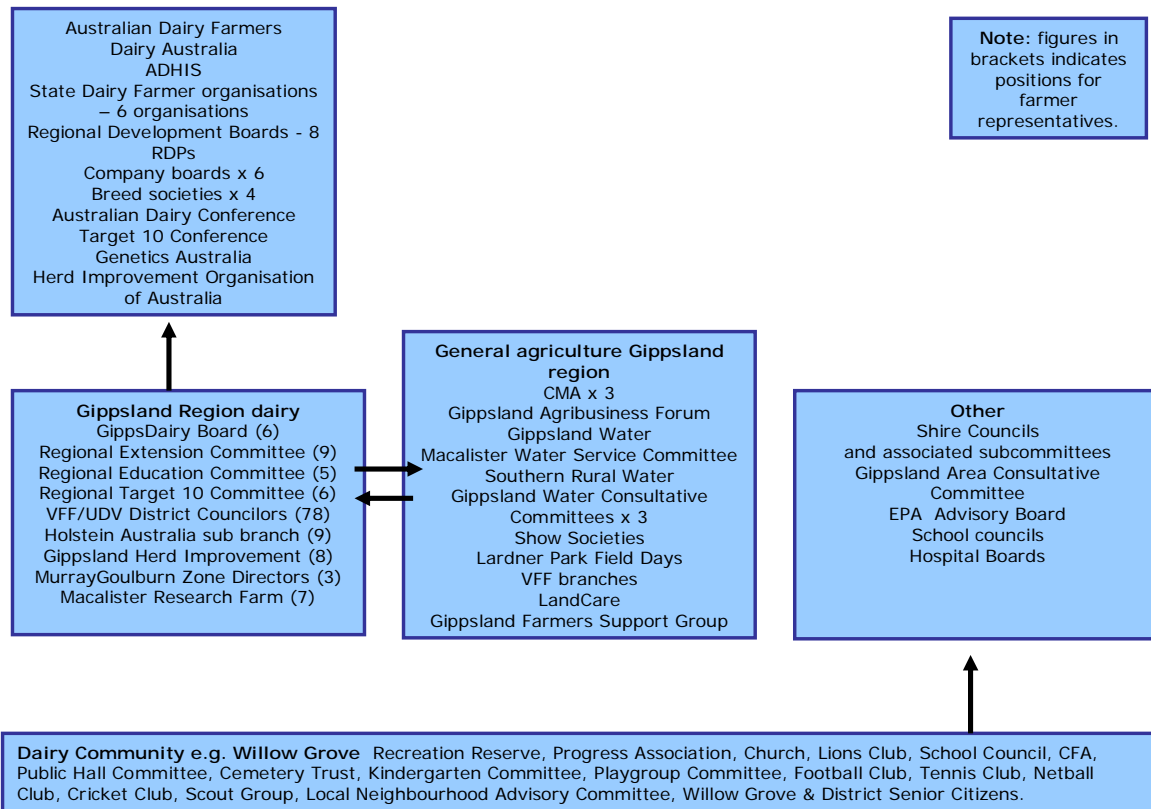 Australian Dairy Farmers
Dairy Australia
ADHIS
State Dairy Farmer organisations
– 6 organisations
Regional Development Boards - 8
RDPs
Company boards x 6
Breed societies x 4
Australian Dairy Conference
Target 10 Conference
Genetics Australia
Herd Improvement Organisation
of Australia
Note: figures in
brackets indicates
positions for
farmer
representatives.
Gippsland Region dairy
GippsDairy Board (6)
Regional Extension Committee (9)
Regional Education Committee (5)
Regional Target 10 Committee (6)
VFF/UDV District Councilors (78)
Holstein Australia sub branch (9)
Gippsland Herd Improvement (8)
MurrayGoulburn Zone Directors (3)
Macalister Research Farm (7)
General agriculture Gippsland
region
CMA x 3
Gippsland Agribusiness Forum
Gippsland Water
Macalister Water Service Committee
Southern Rural Water
Gippsland Water Consultative
Committees x 3
Show Societies
Lardner Park Field Days
VFF branches
LandCare
Gippsland Farmers Support Group
Other
Shire Councils
and associated subcommittees
Gippsland Area Consultative
Committee
EPA Advisory Board
School councils
Hospital Boards
Dairy Community e.g. Willow Grove Recreation Reserve, Progress Association, Church, Lions Club, School Council, CFA,
Public Hall Committee, Cemetery Trust, Kindergarten Committee, Playgroup Committee, Football Club, Tennis Club, Netball
Club, Cricket Club, Scout Group, Local Neighbourhood Advisory Committee, Willow Grove & District Senior Citizens.